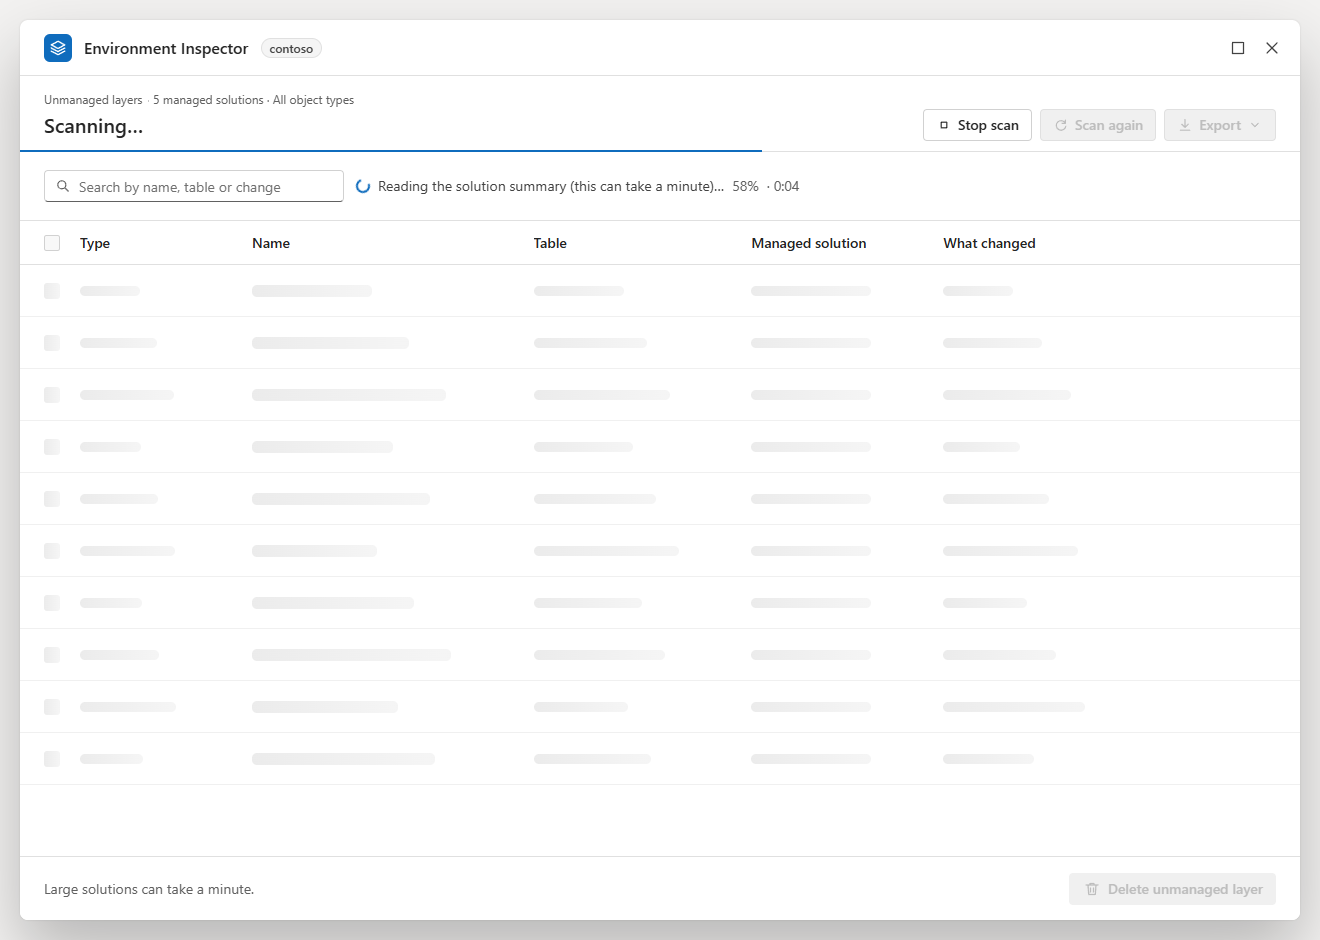 Environment Inspector contoso
Unmanaged layers · 5 managed solutions · All object types
Scanning...
Stop scan
Scan again
Export
Search by name, table or change
Reading the solution summary (this can take a minute)... 58% · 0:04
Type Name Table Managed solution What changed
Large solutions can take a minute.
Delete unmanaged layer